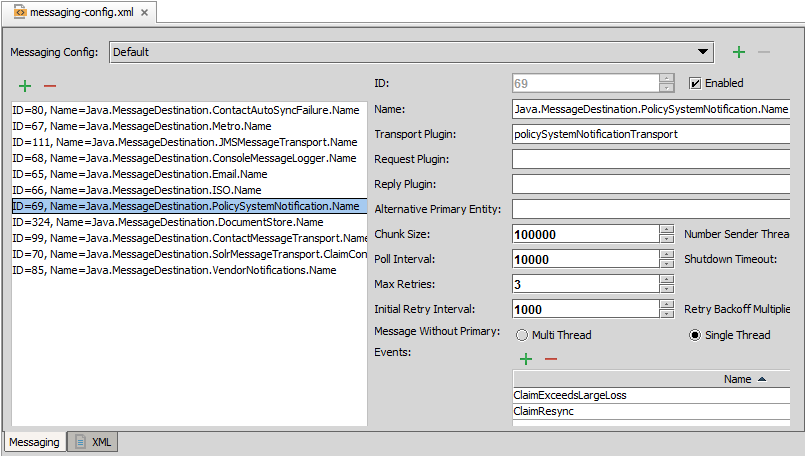 messaging-config.xml
Messaging Config: Default
ID=80, Name=Java.MessageDestination.ContactAutoSyncFailure.Name
ID=67, Name=Java.MessageDestination.Metro.Name
ID=111, Name=Java.MessageDestination.JMSMessageTransport.Name
ID=68, Name=Java.MessageDestination.ConsoleMessageLogger.Name
ID=65, Name=Java.MessageDestination.Email.Name
ID=66, Name=Java.MessageDestination.ISO.Name
ID=69, Name=Java.MessageDestination.PolicySystemNotification.Name
ID=324, Name=Java.MessageDestination.DocumentStore.Name
ID=99, Name=Java.MessageDestination.ContactMessageTransport.Name
ID=70, Name=Java.MessageDestination.SolrMessageTransport.ClaimCon
ID=85, Name=Java.MessageDestination.VendorNotifications.Name
ID: 69 Enabled
Name: Java.MessageDestination.PolicySystemNotification.Name
Transport Plugin: policySystemNotificationTransport
Request Plugin:
Reply Plugin:
Alternative Primary Entity:
Chunk Size: 100000 Number Sender Threa
Poll Interval: 10000 Shutdown Timeout:
Max Retries: 3
Initial Retry Interval: 1000 Retry Backoff Multiplie
Message Without Primary: Multi Thread Single Thread
Events:
Name
ClaimExceedsLargeLoss
ClaimResync
Messaging XML